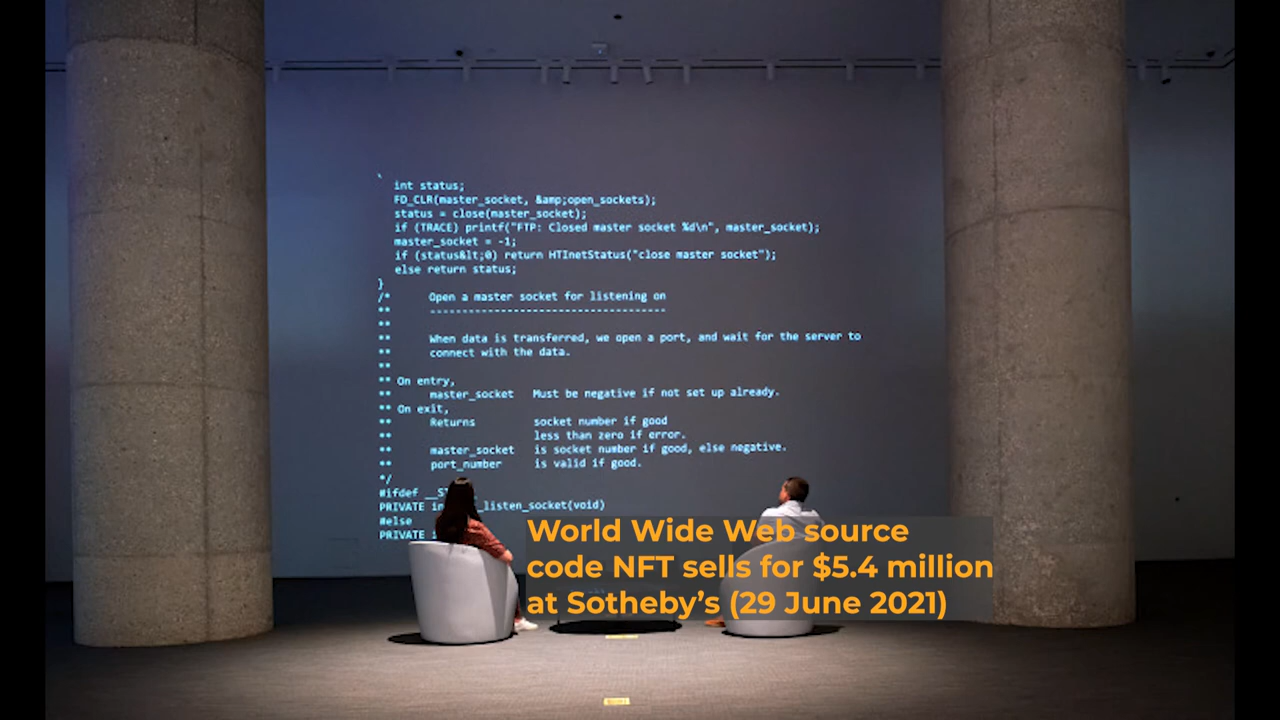 int status;
FD_CLR(master_socket, &amp;open_sockets);
status = close(master_socket);
if (TRACE) printf("FTP: Closed master socket %d\n", master_socket);
master_socket = -1;
if (status&lt;0) return HTInetStatus("close master socket");
else return status;
}
/* Open a master socket for listening on
** ----------------------------------
**
** When data is transferred, we open a port, and wait for the server to
** connect with the data.
**
** On entry,
** master_socket Must be negative if not set up already.
** On exit,
** Returns socket number if good
** less than zero if error.
** master_socket is socket number if good, else negative.
** port_number is valid if good.
*/
#ifdef
PRIVATE _listen_socket(void)
#else
PRIVATE
World Wide Web source
code NFT sells for $5.4 million
at Sotheby's (29 June 2021)